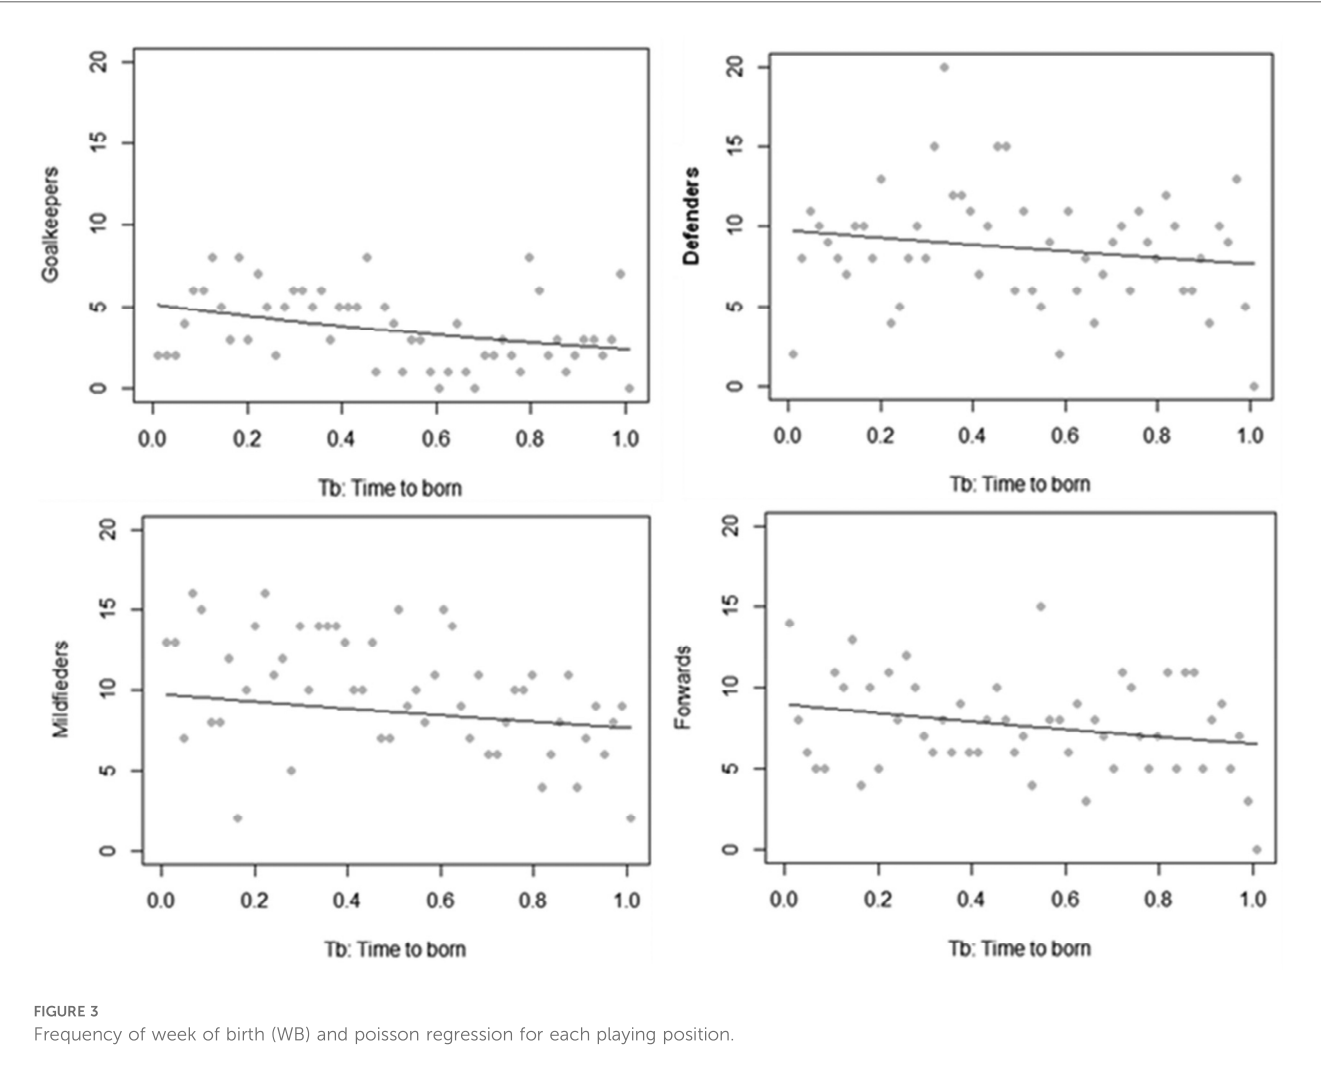 Goalkeepers
20
15
10
5
0
0.0 0.2 0.4 0.6 0.8 1.0
Tb: Time to born
Defenders
20
15
10
5
0
0.0 0.2 0.4 0.6 0.8 1.0
Tb: Time to born
Mildfieders
20
15
10
5
0
0.0 0.2 0.4 0.6 0.8 1.0
Tb: Time to born
Forwards
20
15
10
5
0
0.0 0.2 0.4 0.6 0.8 1.0
Tb: Time to born
FIGURE 3
Frequency of week of birth (WB) and poisson regression for each playing position.